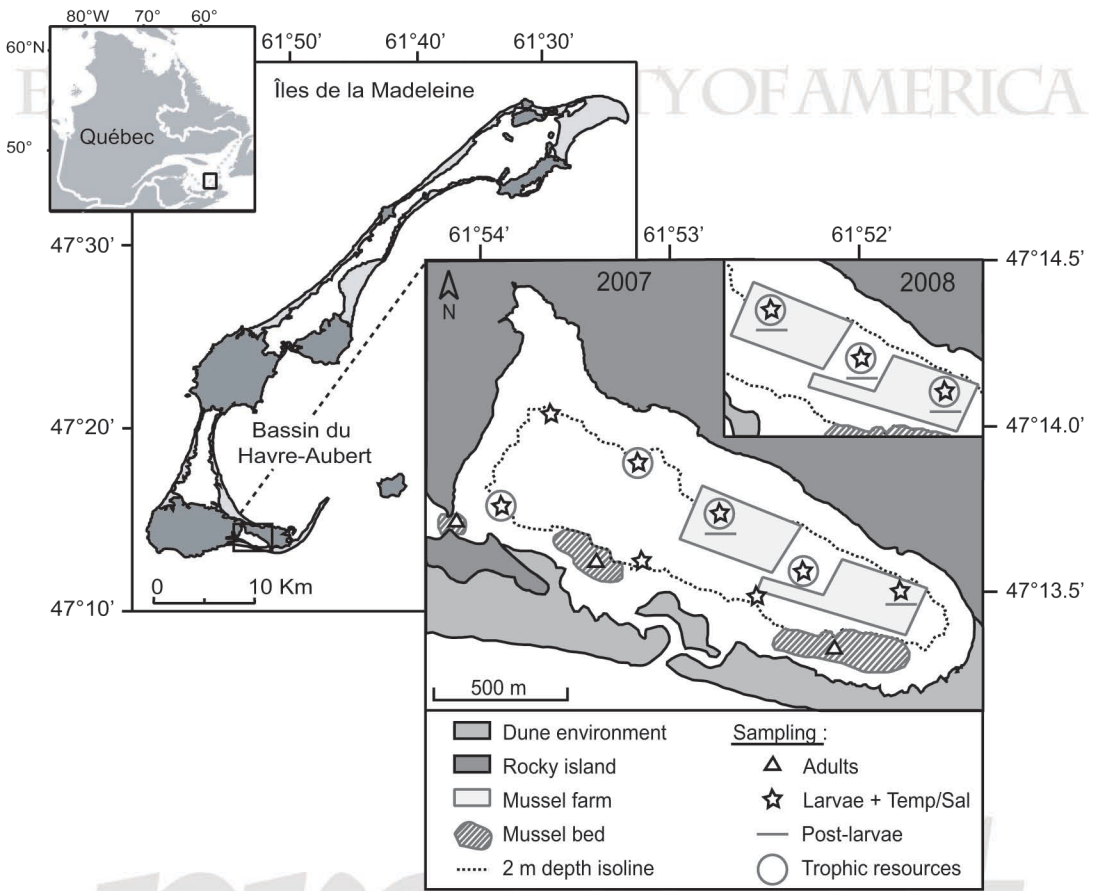 80°W 70° 60°
60°N
50°
Québec
61°50' 61°40' 61°30'
E TY OF AMERICA
Îles de la Madeleine
47°30'
47°20'
47°10'
Bassin du
Havre-Aubert
0 10 Km
61°54' 61°53' 61°52'
47°14.5'
47°14.0'
47°13.5'
N
2007
2008
500 m
Dune environment
Rocky island
Mussel farm
Mussel bed
2 m depth isoline
Sampling :
Adults
Larvae + Temp/Sal
Post-larvae
Trophic resources